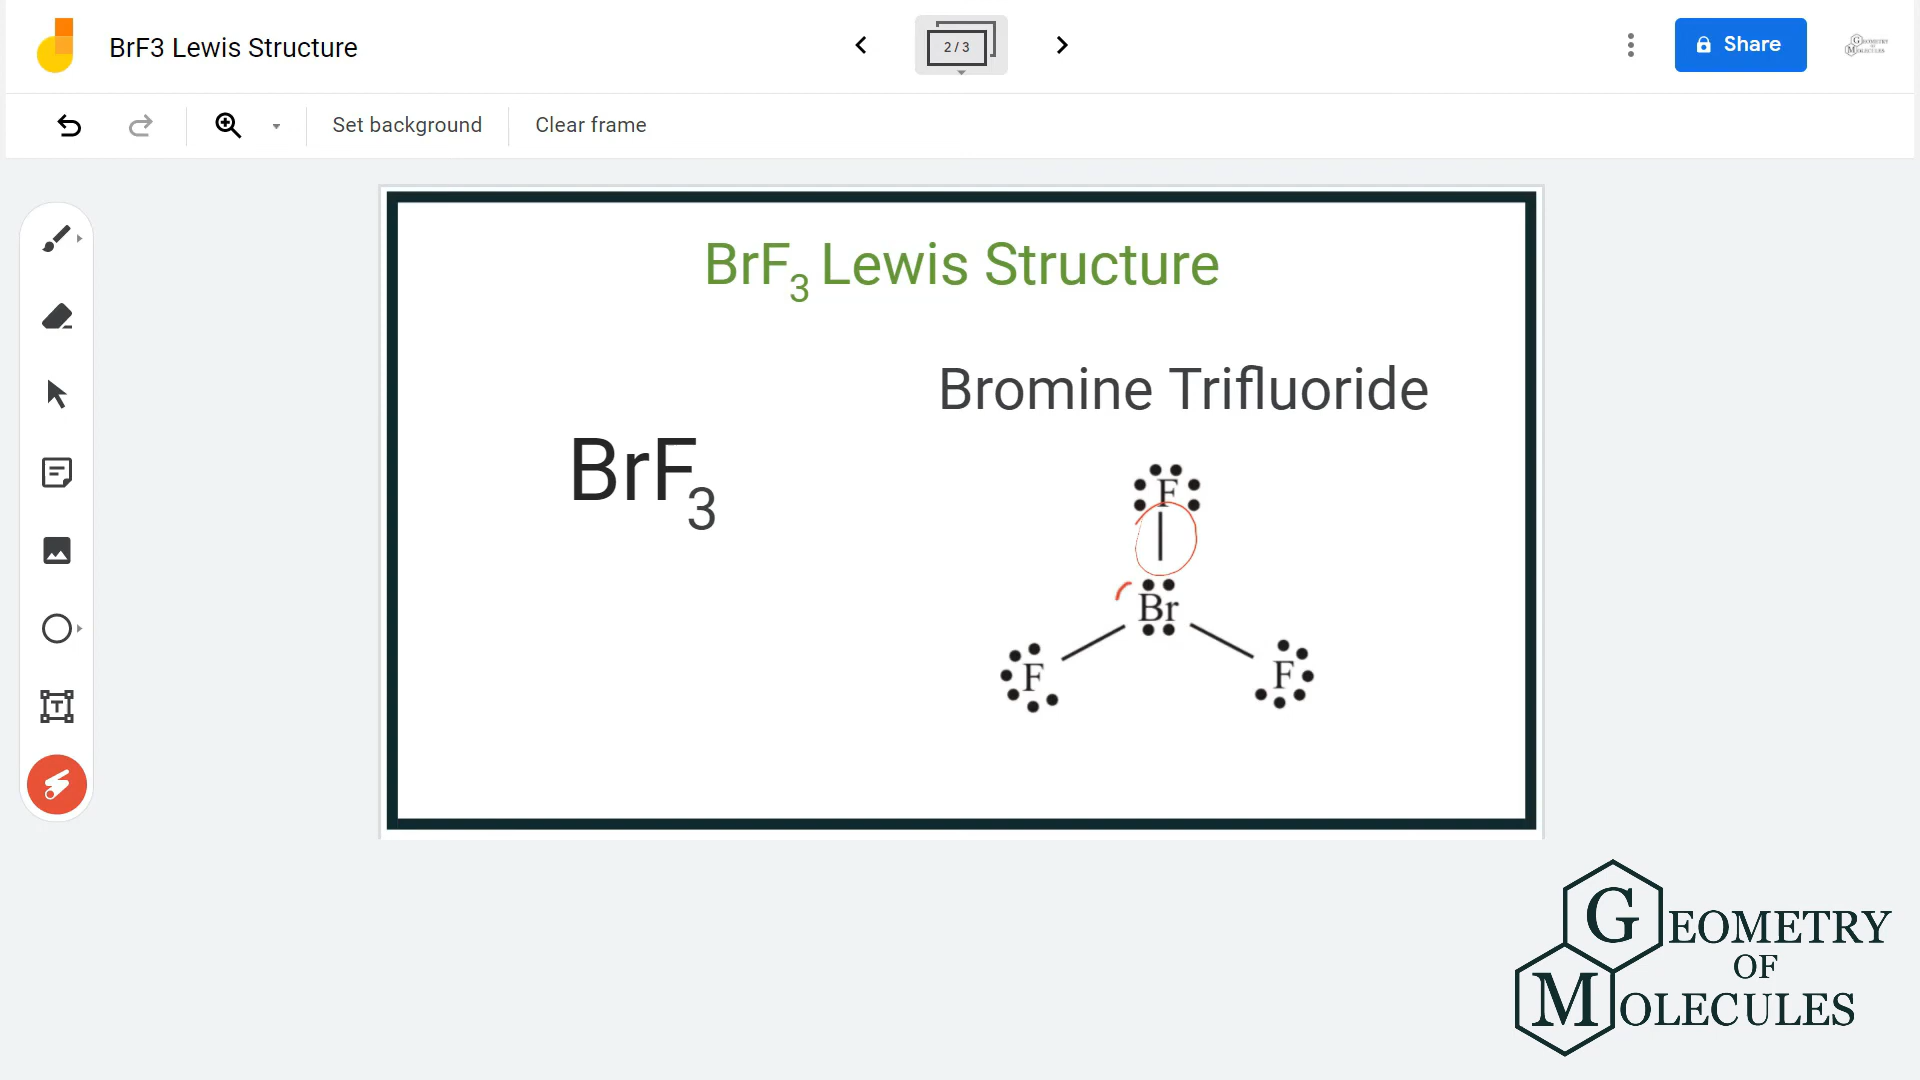 BrF3 Lewis Structure
2 / 3
Share
Set background
Clear frame
BrF3 Lewis Structure
Bromine Trifluoride
BrF3
F
Br
F
F
T
GEOMETRY
OF
MOLECULES